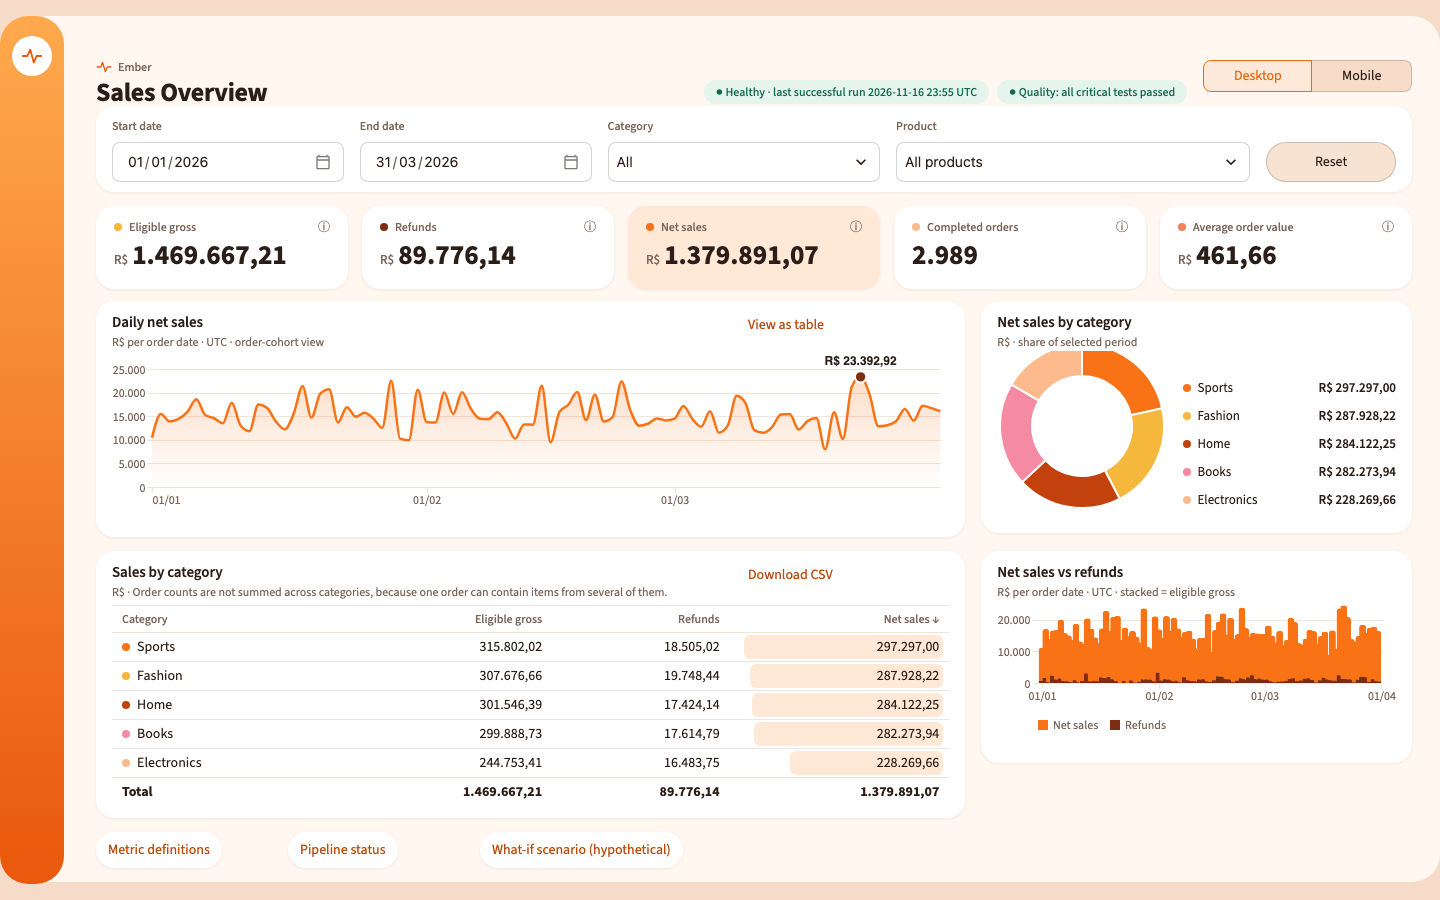 Ember
Sales Overview
Healthy · last successful run 2026-11-16 23:55 UTC
Quality: all critical tests passed
Desktop
Mobile
Start date
End date
Category
Product
01/01/2026
31/03/2026
All
All products
Reset
Eligible gross
R$ 1.469.667,21
Refunds
R$ 89.776,14
Net sales
R$ 1.379.891,07
Completed orders
2.989
Average order value
R$ 461,66
Daily net sales
View as table
R$ per order date · UTC · order-cohort view
R$ 23.392,92
25.000
20.000
15.000
10.000
5.000
0
01/01
01/02
01/03
Net sales by category
R$ · share of selected period
Sports R$ 297.297,00
Fashion R$ 287.928,22
Home R$ 284.122,25
Books R$ 282.273,94
Electronics R$ 228.269,66
Sales by category
Download CSV
R$ · Order counts are not summed across categories, because one order can contain items from several of them.
Category Eligible gross Refunds Net sales ↓
Sports 315.802,02 18.505,02 297.297,00
Fashion 307.676,66 19.748,44 287.928,22
Home 301.546,39 17.424,14 284.122,25
Books 299.888,73 17.614,79 282.273,94
Electronics 244.753,41 16.483,75 228.269,66
Total 1.469.667,21 89.776,14 1.379.891,07
Net sales vs refunds
R$ per order date · UTC · stacked = eligible gross
20.000
10.000
0
01/01
01/02
01/03
01/04
Net sales
Refunds
Metric definitions
Pipeline status
What-if scenario (hypothetical)